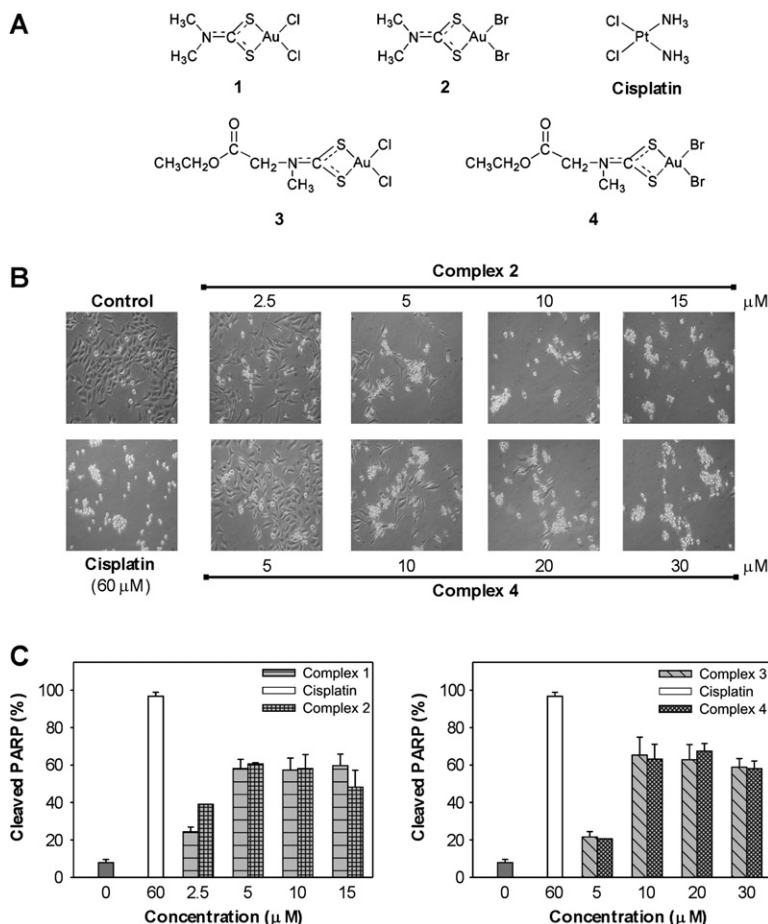 A
H3C
H3C
N
C
S
S
Au
Cl
Cl
1
H3C
H3C
N
C
S
S
Au
Br
Br
2
Cl
Cl
Pt
NH3
NH3
Cisplatin
O
CH3CH2
O
C
CH2
N
CH3
C
S
S
Au
Cl
Cl
3
O
CH3CH2
O
C
CH2
N
CH3
C
S
S
Au
Br
Br
4
B
Complex 2
Control 2.5 5 10 15 μM
Cisplatin
(60 μM)
5 10 20 30 μM
Complex 4
C
Cleaved PARP (%)
100
80
60
40
20
0
Complex 1
Cisplatin
Complex 2
0 60 2.5 5 10 15
Concentration (μM)
Cleaved PARP (%)
100
80
60
40
20
0
Complex 3
Cisplatin
Complex 4
0 60 5 10 20 30
Concentration (μM)